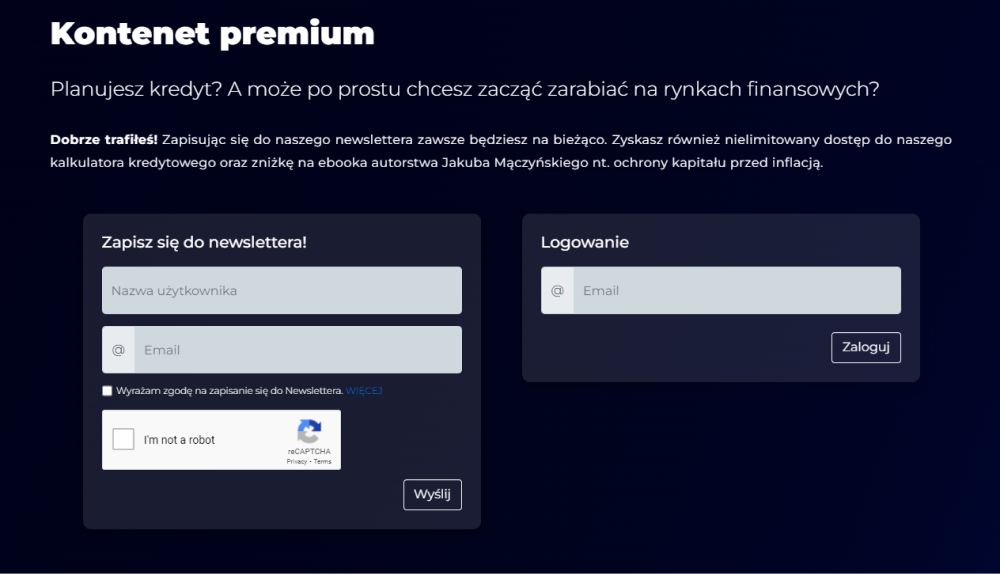 Kontenet premium
Planujesz kredyt? A może po prostu chcesz zacząć zarabiać na rynkach finansowych?
Dobrze trafiłeś! Zapisując się do naszego newslettera zawsze będziesz na bieżąco. Zyskasz również nielimitowany dostęp do naszego
kalkulatora kredytowego oraz zniżkę na ebooka autorstwa Jakuba Mączyńskiego nt. ochrony kapitału przed inflacją.
Zapisz się do newslettera!
Nazwa użytkownika
@ Email
Wyrażam zgodę na zapisanie się do Newslettera. WIĘCEJ
I'm not a robot
reCAPTCHA
Privacy - Terms
Wyślij
Logowanie
@ Email
Zaloguj